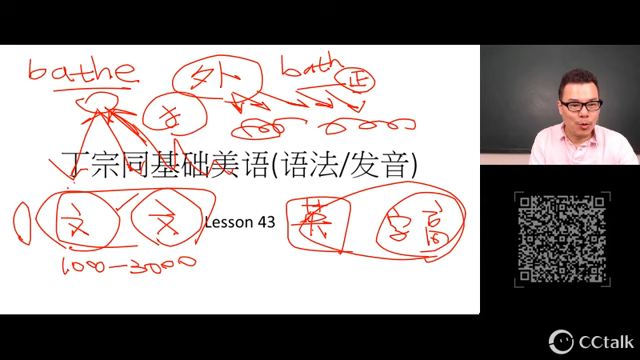 bathe 外 bath 正
丁宗同基础美语(语法/发音)
文 文 Lesson 43 英
1000-3000
CCtalk